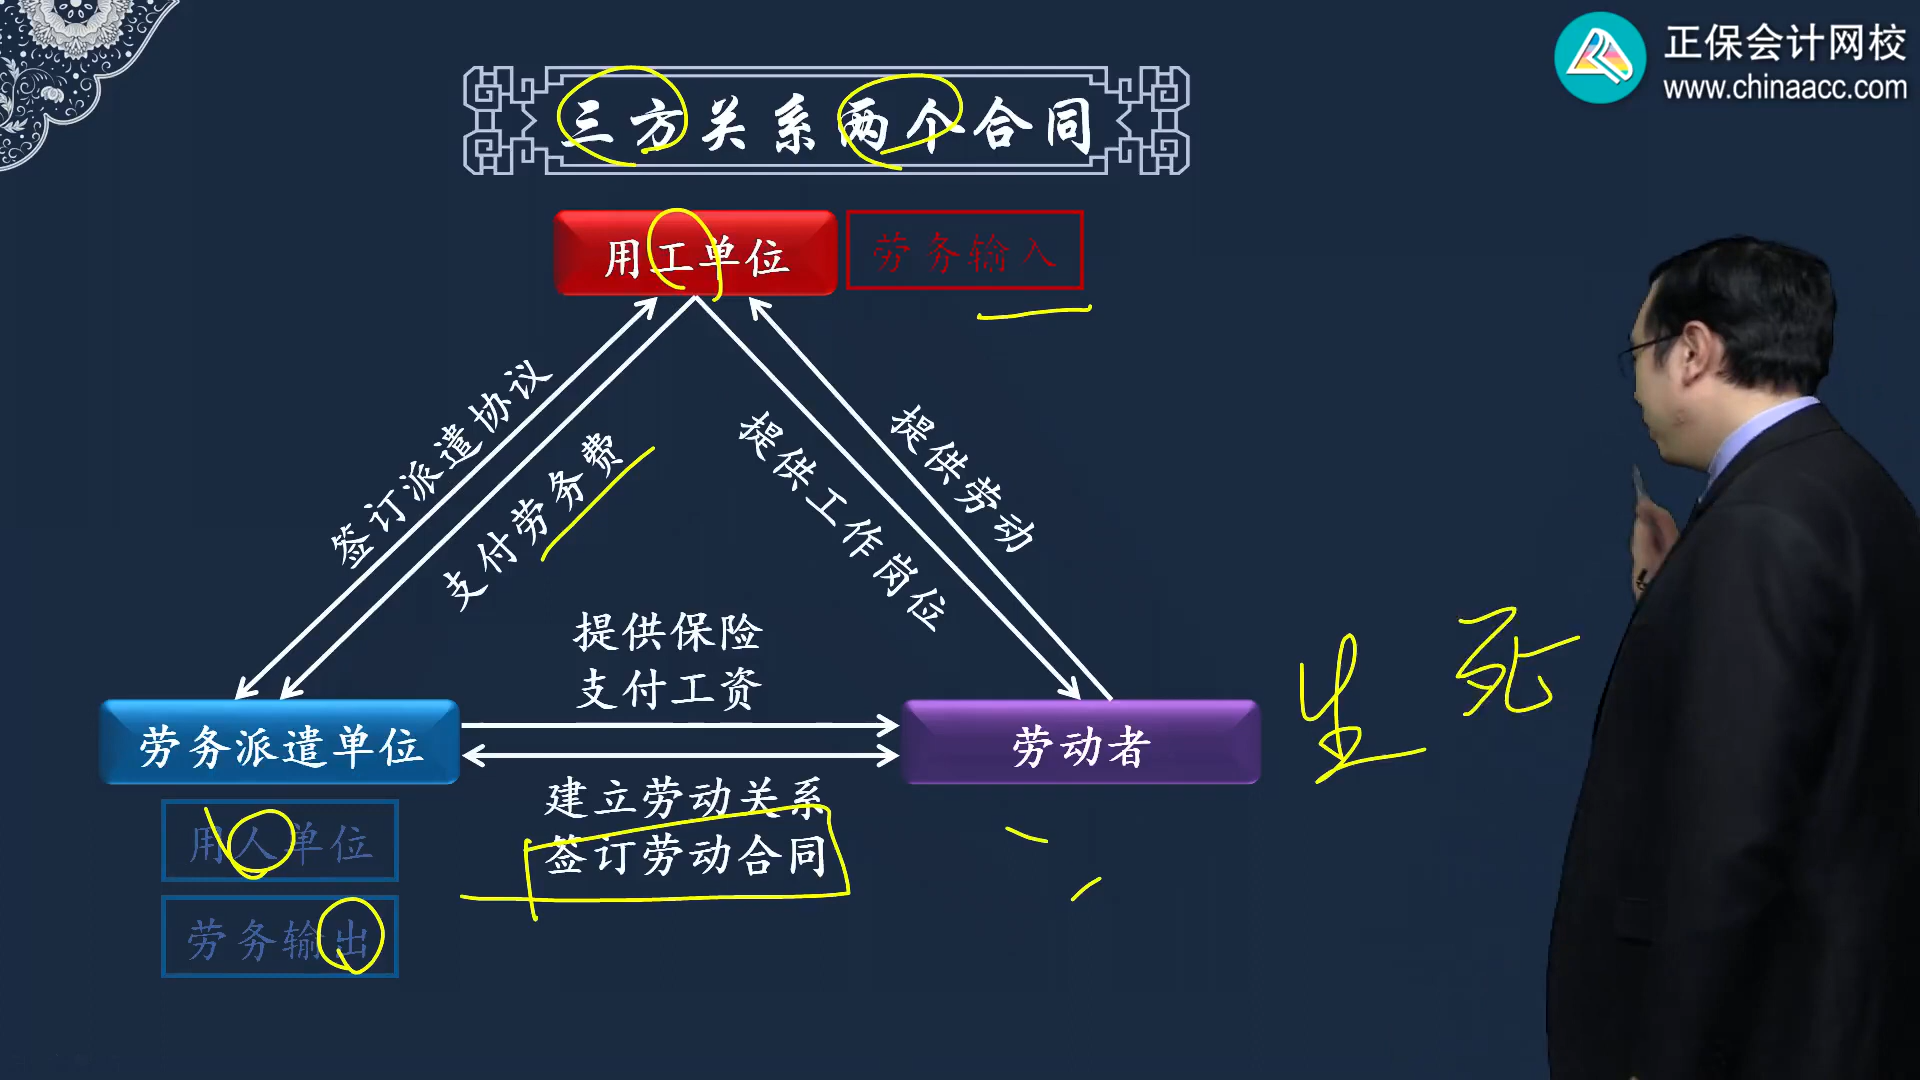 正保会计网校
www.chinaacc.com
三方关系两个合同
用工单位
劳务输入
签订派遣协议
支付劳务费
提供工作岗位
提供劳动
提供保险
支付工资
劳务派遣单位
劳动者
生 死
建立劳动关系
签订劳动合同
用人单位
劳务输出